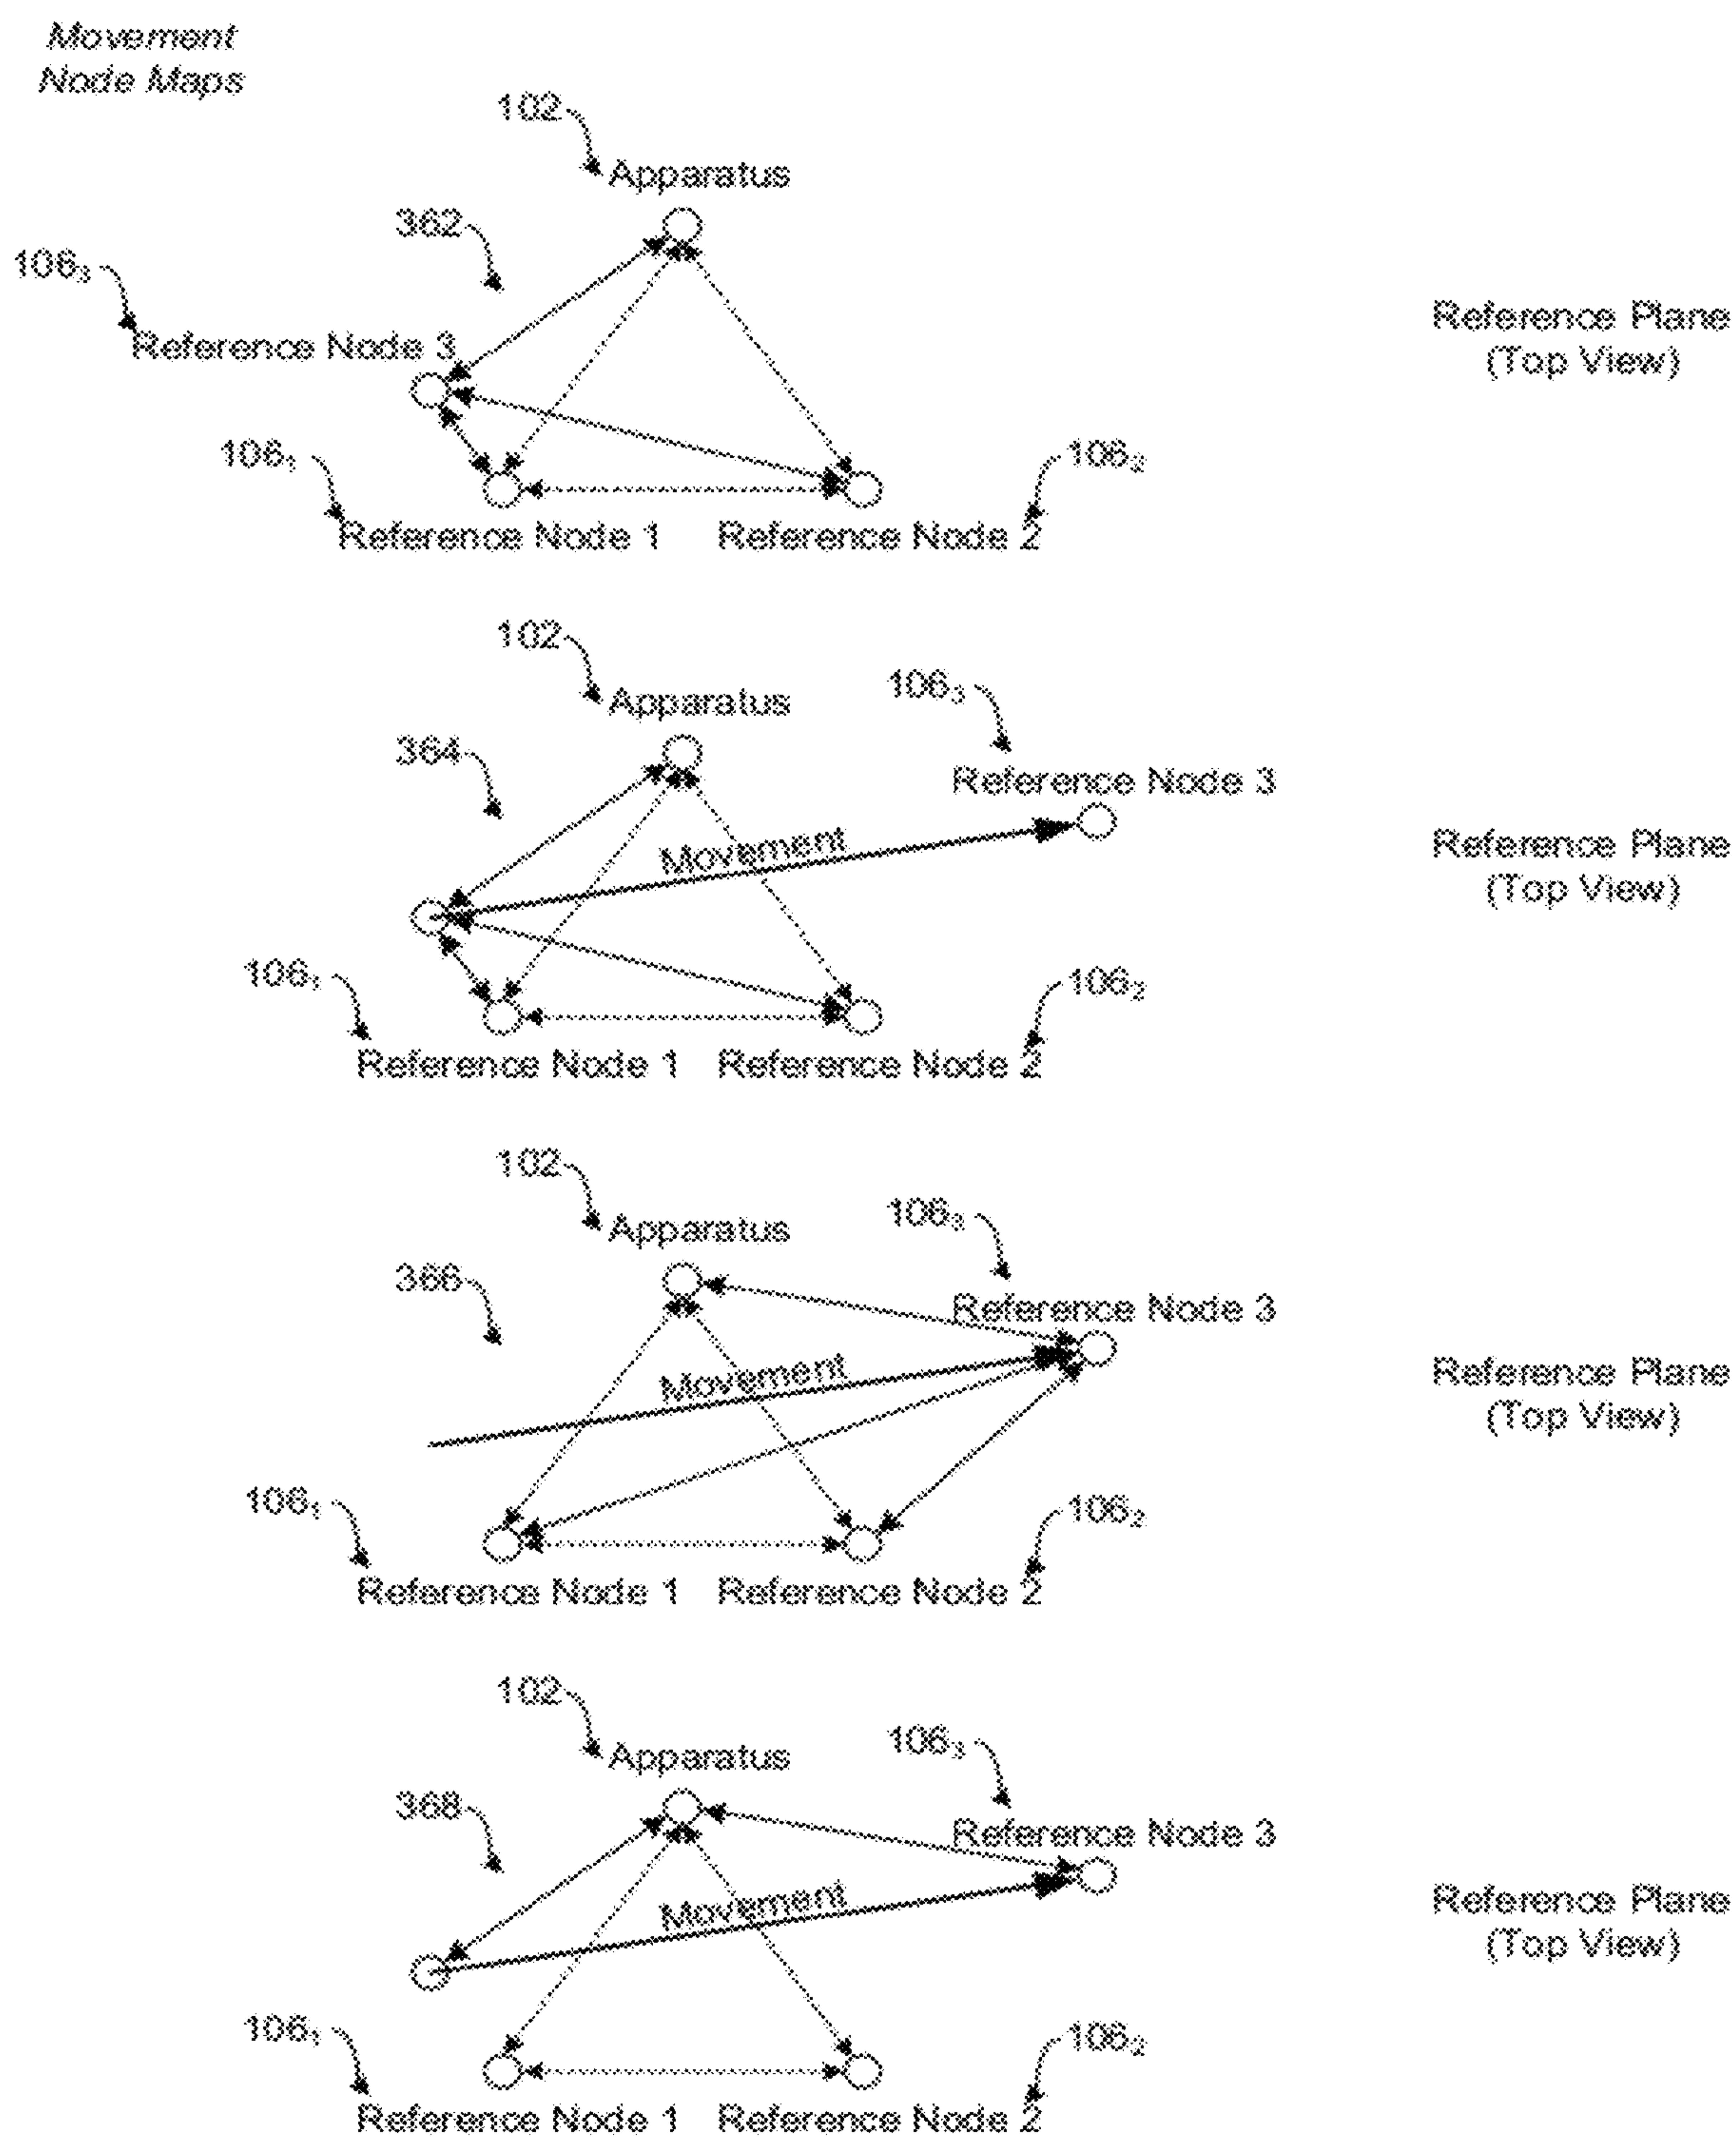 Movement
Node Maps
102
Apparatus
362
106₃
Reference Node 3
Reference Plane
(Top View)
106₁
106₂
Reference Node 1
Reference Node 2
102
Apparatus
106₃
364
Reference Node 3
Movement
Reference Plane
(Top View)
106₁
106₂
Reference Node 1
Reference Node 2
102
Apparatus
106₃
366
Reference Node 3
Movement
Reference Plane
(Top View)
106₁
106₂
Reference Node 1
Reference Node 2
102
Apparatus
106₃
368
Reference Node 3
Movement
Reference Plane
(Top View)
106₁
106₂
Reference Node 1
Reference Node 2